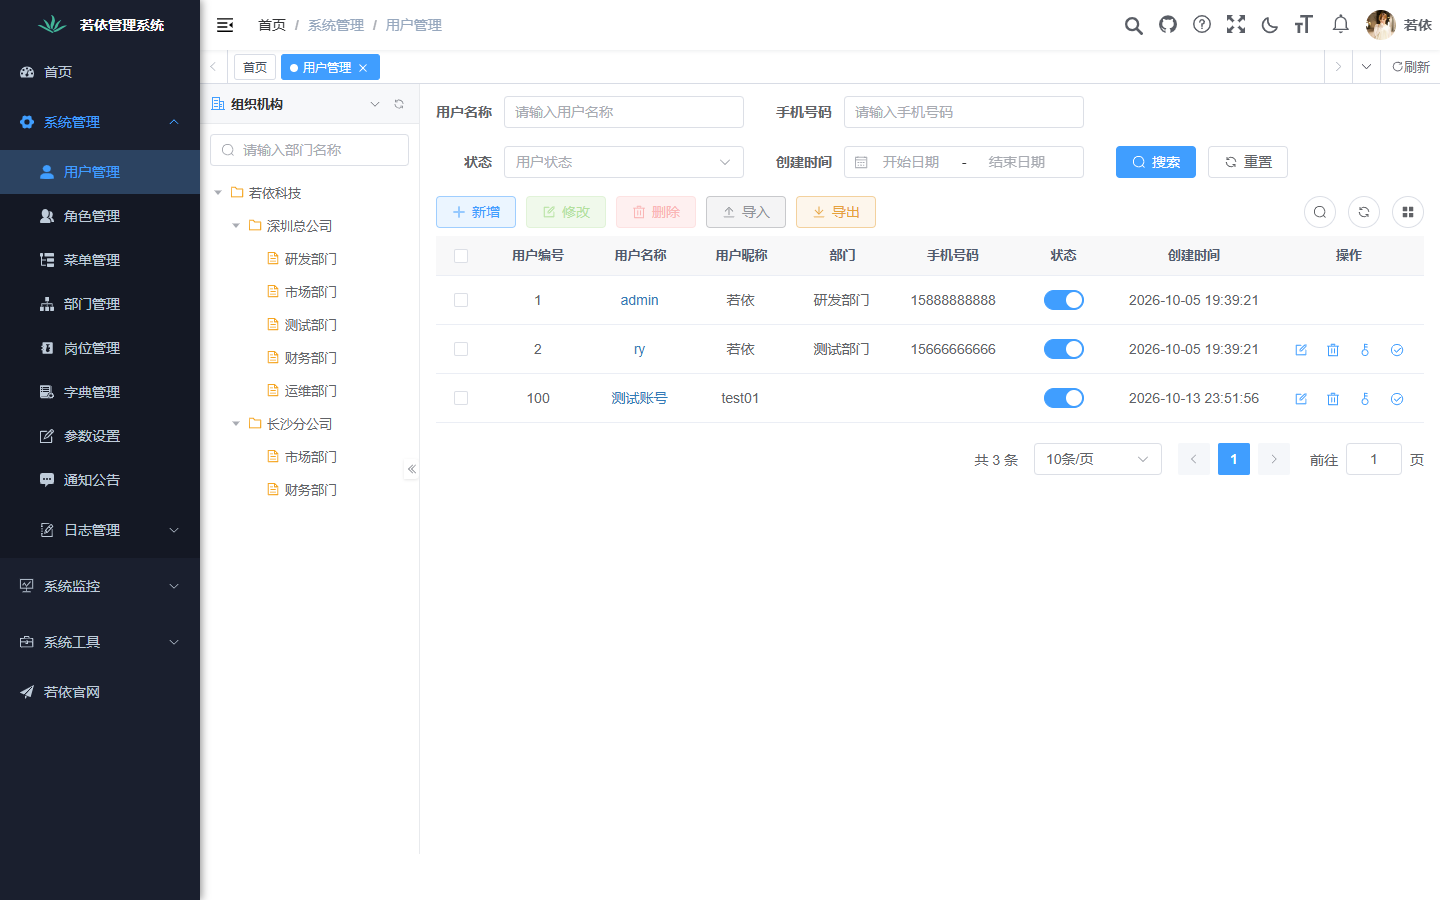 若依管理系统
首页
系统管理
用户管理
角色管理
菜单管理
部门管理
岗位管理
字典管理
参数设置
通知公告
日志管理
系统监控
系统工具
若依官网
首页 / 系统管理 / 用户管理
若依
首页
用户管理
刷新
组织机构
请输入部门名称
若依科技
深圳总公司
研发部门
市场部门
测试部门
财务部门
运维部门
长沙分公司
市场部门
财务部门
用户名称 请输入用户名称 手机号码 请输入手机号码
状态 用户状态 创建时间 开始日期 - 结束日期 搜索 重置
新增 修改 删除 导入 导出
用户编号 用户名称 用户昵称 部门 手机号码 状态 创建时间 操作
1 admin 若依 研发部门 15888888888 2026-10-05 19:39:21
2 ry 若依 测试部门 15666666666 2026-10-05 19:39:21
100 测试账号 test01 2026-10-13 23:51:56
共 3 条 10条/页 1 前往 1 页